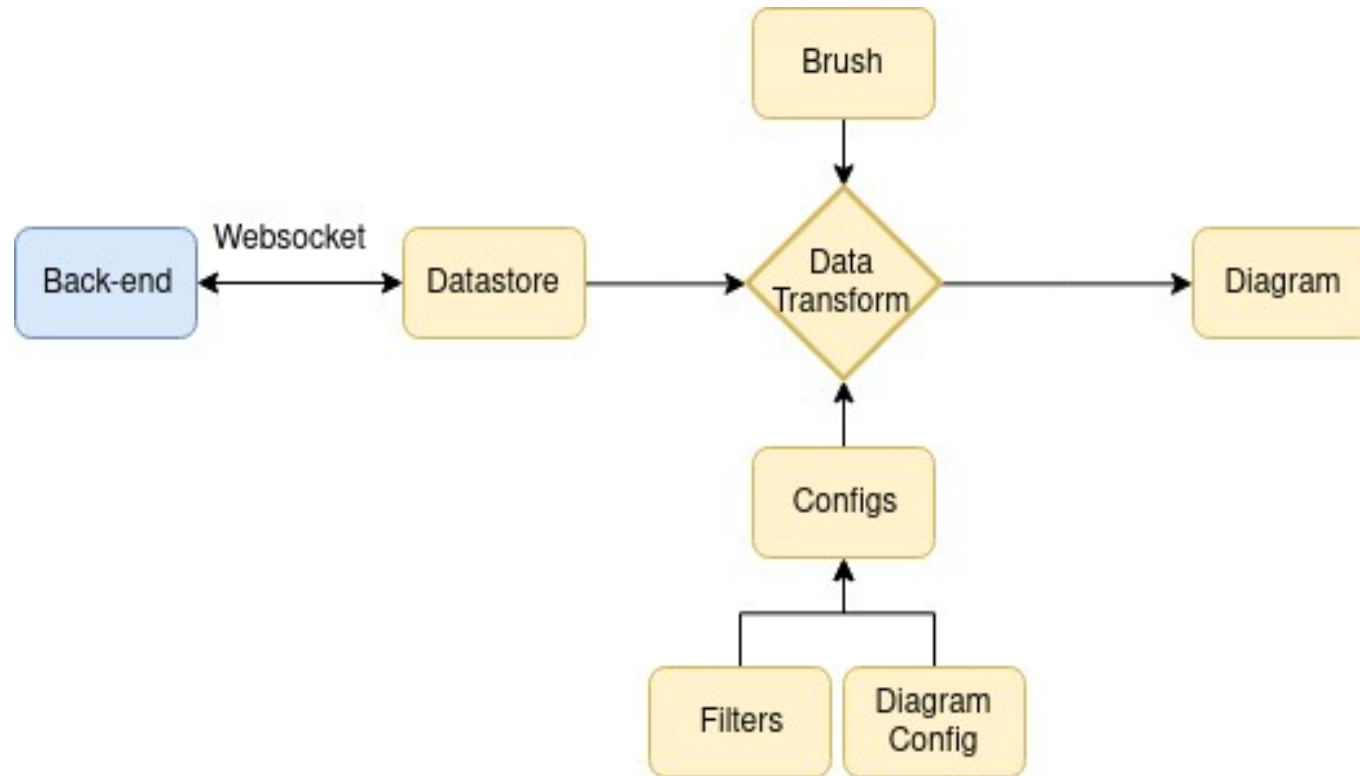 Brush
Websocket
Back-end
Datastore
Data
Transform
Diagram
Configs
Filters
Diagram
Config